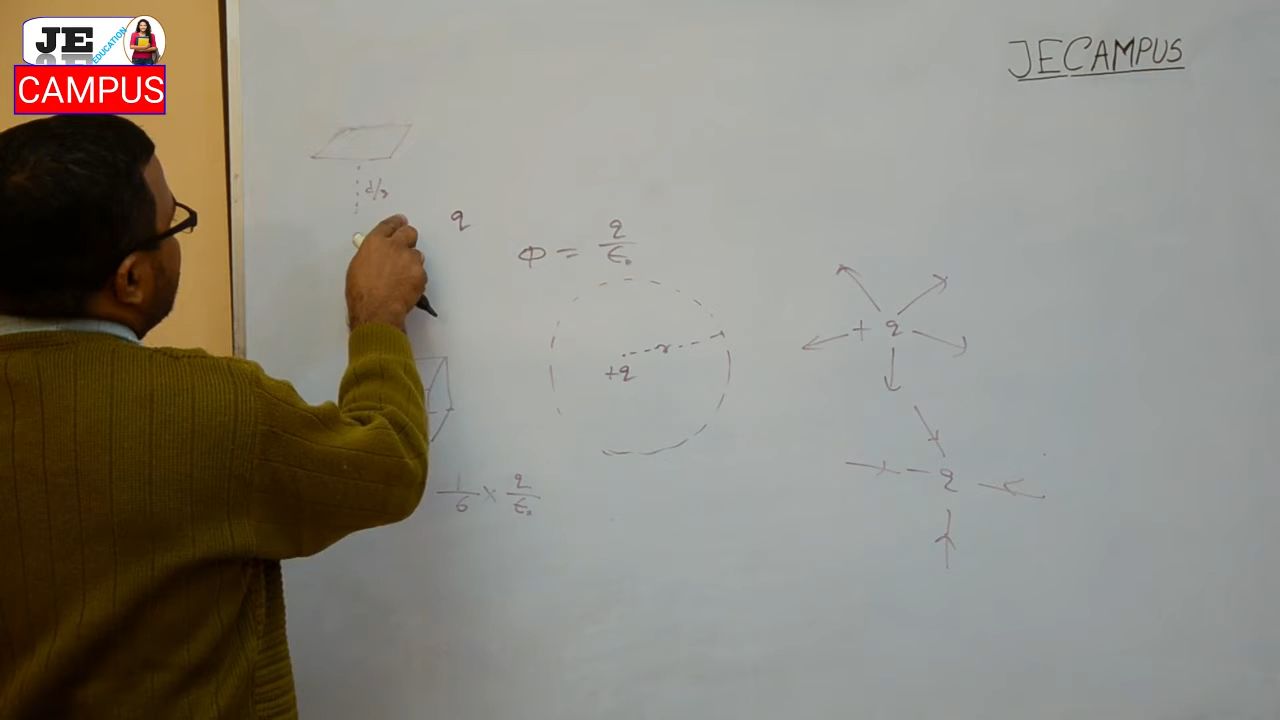 JE
EDUCATION
CAMPUS
JECAMPUS
d/2
q
Φ = q/ε₀
r
+q
+ q
- q
1/6 × q/ε₀